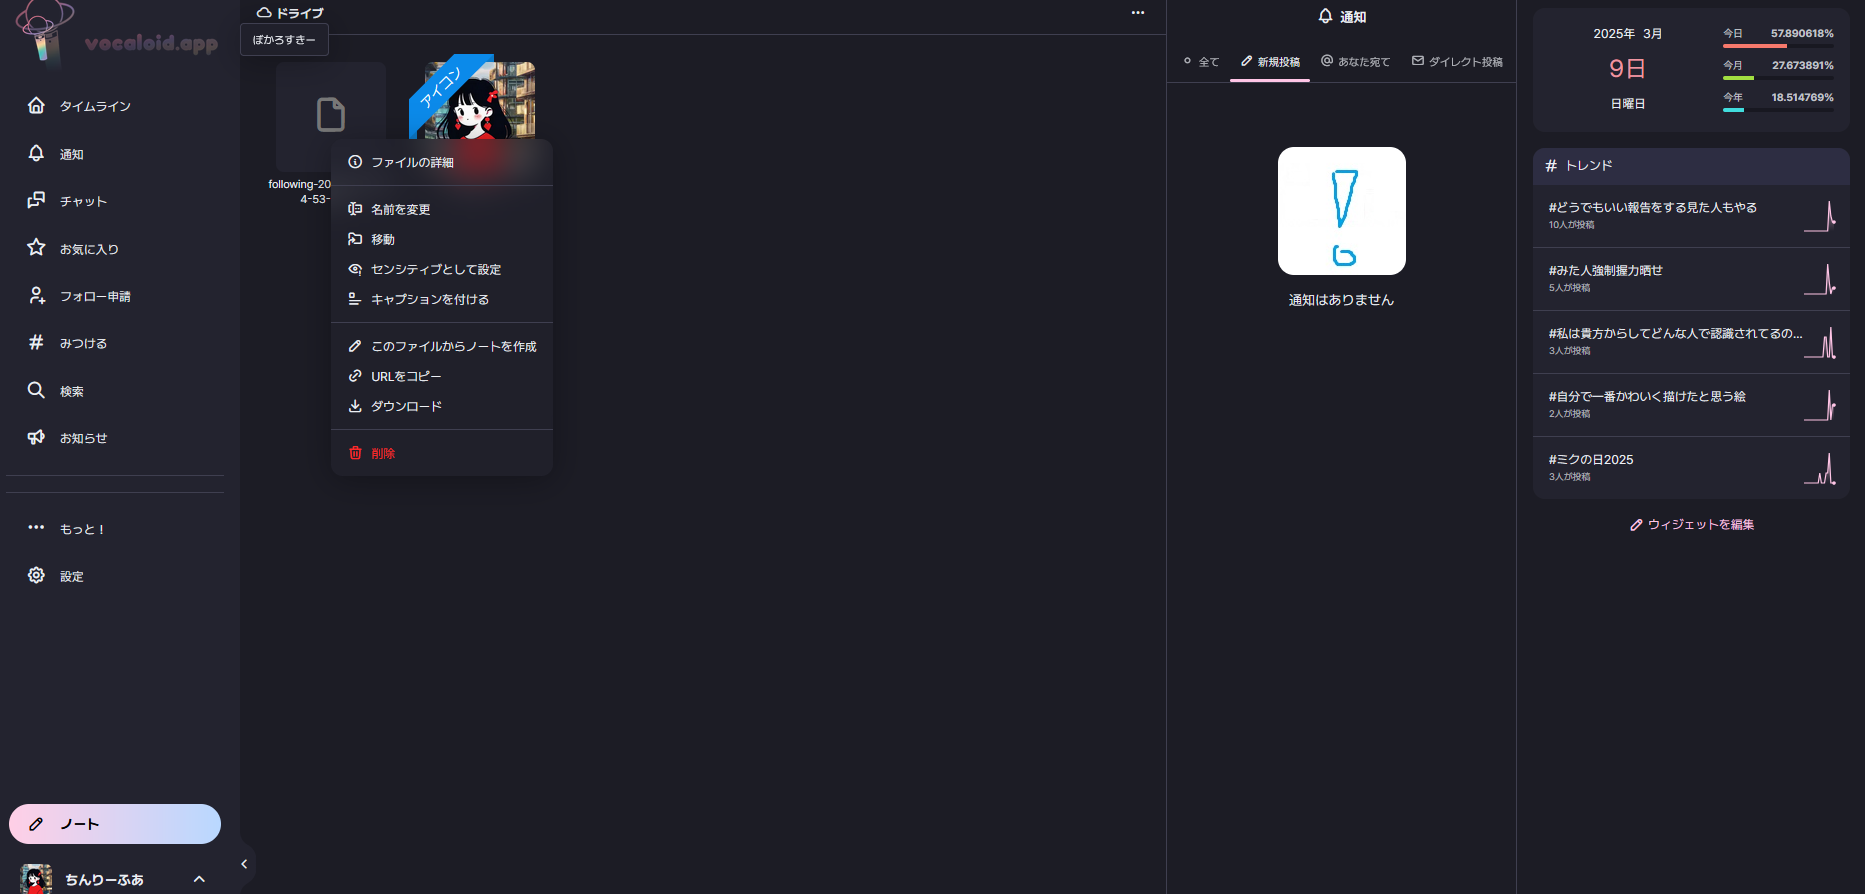 vocaloid.app
タイムライン
通知
チャット
お気に入り
フォロー申請
みつける
検索
お知らせ
もっと！
設定
ノート
ちんりーふぁ
ドライブ
ぼかろすきー
アイコン
following-20
4-53-
ファイルの詳細
名前を変更
移動
センシティブとして設定
キャプションを付ける
このファイルからノートを作成
URLをコピー
ダウンロード
削除
通知
全て
新規投稿
あなた宛て
ダイレクト投稿
通知はありません
2025年 3月
9日
日曜日
今日 57.890618%
今月 27.673891%
今年 18.514769%
トレンド
#どうでもいい報告をする見た人もやる
10人が投稿
#みた人強制握力晒せ
5人が投稿
#私は貴方からしてどんな人で認識されてるの...
3人が投稿
#自分で一番かわいく描けたと思う絵
2人が投稿
#ミクの日2025
3人が投稿
ウィジェットを編集